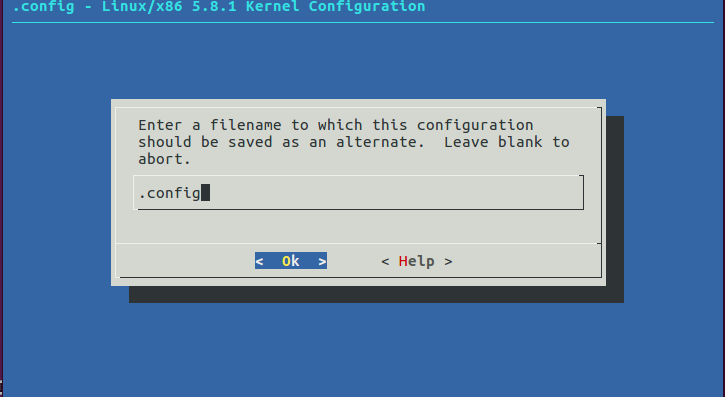 .config - Linux/x86 5.8.1 Kernel Configuration
Enter a filename to which this configuration
should be saved as an alternate.  Leave blank to
abort.
.config
<  Ok  >      < Help >